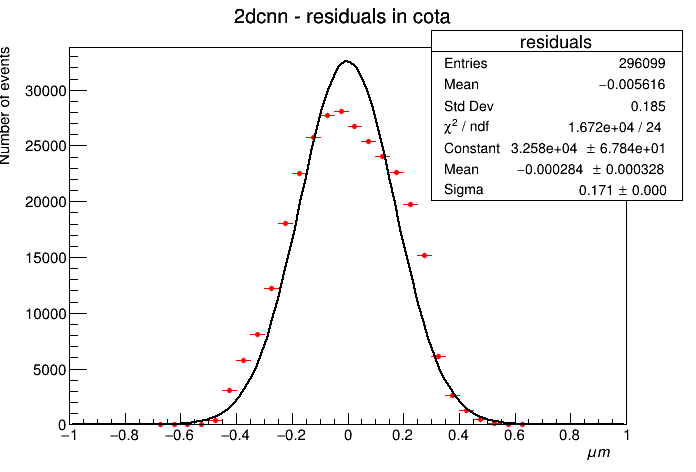 2dcnn - residuals in cota
Number of events
residuals
Entries 296099
Mean −0.005616
Std Dev 0.185
χ² / ndf 1.672e+04 / 24
Constant 3.258e+04 ± 6.784e+01
Mean −0.000284 ± 0.000328
Sigma 0.171 ± 0.000
30000
25000
20000
15000
10000
5000
0
−1 −0.8 −0.6 −0.4 −0.2 0 0.2 0.4 0.6 0.8 1
μm